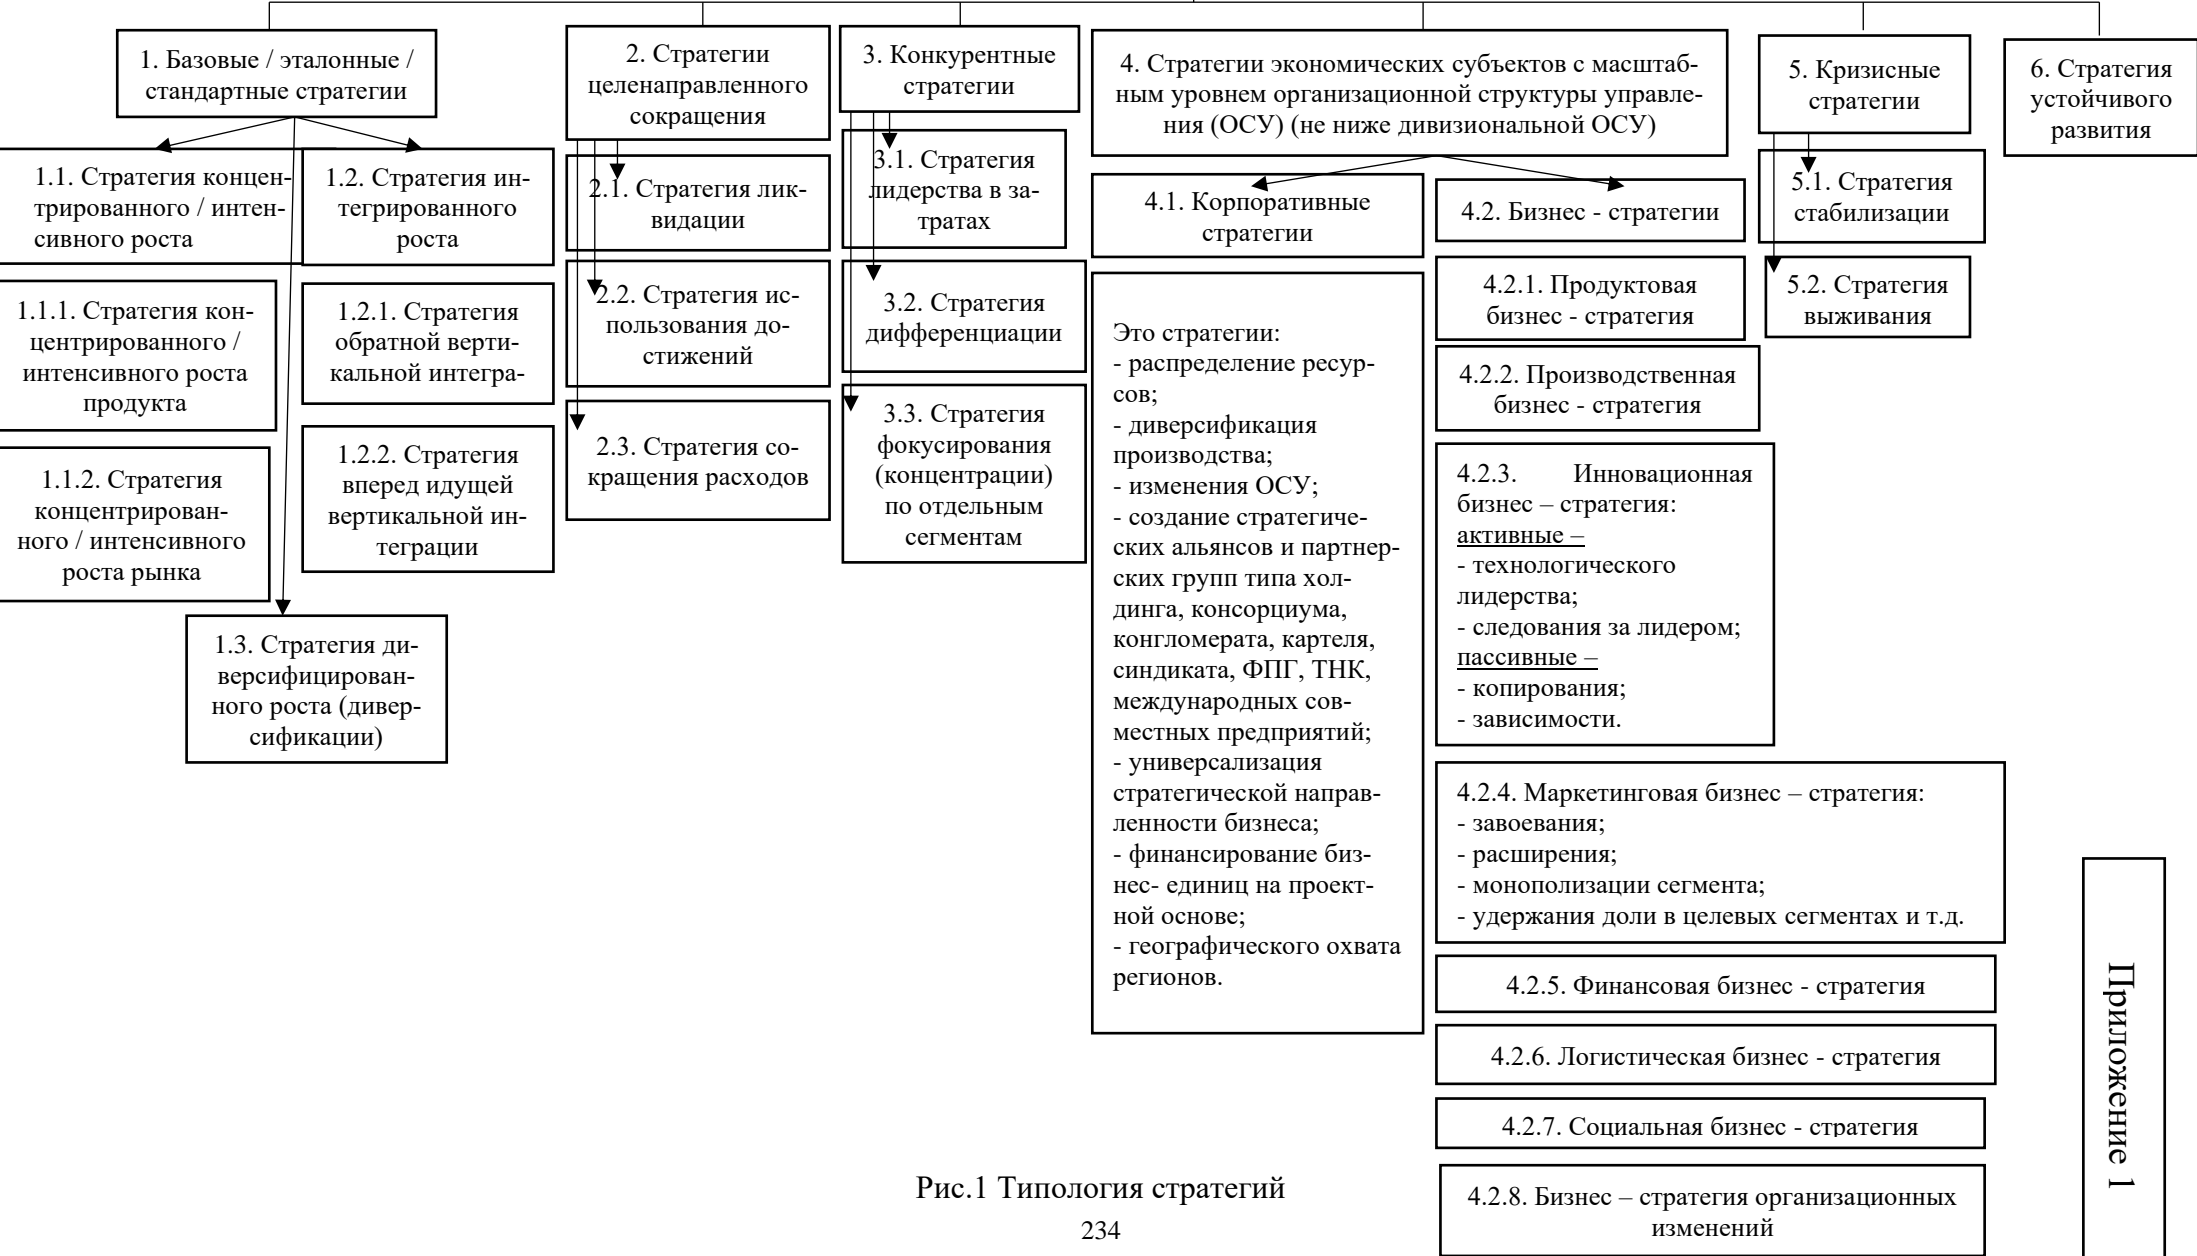 1. Базовые / эталонные /
стандартные стратегии
1.1. Стратегия концен-
трированного / интен-
сивного роста
1.1.1. Стратегия кон-
центрированного /
интенсивного роста
продукта
1.1.2. Стратегия
концентрирован-
ного / интенсивного
роста рынка
1.2. Стратегия ин-
тегрированного
роста
1.2.1. Стратегия
обратной верти-
кальной интегра-
1.2.2. Стратегия
вперед идущей
вертикальной ин-
теграции
1.3. Стратегия ди-
версифицирован-
ного роста (дивер-
сификации)
2. Стратегии
целенаправленного
сокращения
2.1. Стратегия лик-
видации
2.2. Стратегия ис-
пользования до-
стижений
2.3. Стратегия со-
кращения расходов
3. Конкурентные
стратегии
3.1. Стратегия
лидерства в за-
тратах
3.2. Стратегия
дифференциации
3.3. Стратегия
фокусирования
(концентрации)
по отдельным
сегментам
4. Стратегии экономических субъектов с масштаб-
ным уровнем организационной структуры управле-
ния (ОСУ) (не ниже дивизиональной ОСУ)
4.1. Корпоративные
стратегии
Это стратегии:
- распределение ресур-
сов;
- диверсификация
производства;
- изменения ОСУ;
- создание стратегиче-
ских альянсов и партнер-
ских групп типа хол-
динга, консорциума,
конгломерата, картеля,
синдиката, ФПГ, ТНК,
международных сов-
местных предприятий;
- универсализация
стратегической направ-
ленности бизнеса;
- финансирование биз-
нес- единиц на проект-
ной основе;
- географического охвата
регионов.
4.2. Бизнес - стратегии
4.2.1. Продуктовая
бизнес - стратегия
4.2.2. Производственная
бизнес - стратегия
4.2.3. Инновационная
бизнес – стратегия:
активные –
- технологического
лидерства;
- следования за лидером;
пассивные –
- копирования;
- зависимости.
4.2.4. Маркетинговая бизнес – стратегия:
- завоевания;
- расширения;
- монополизации сегмента;
- удержания доли в целевых сегментах и т.д.
4.2.5. Финансовая бизнес - стратегия
4.2.6. Логистическая бизнес - стратегия
4.2.7. Социальная бизнес - стратегия
4.2.8. Бизнес – стратегия организационных
изменений
5. Кризисные
стратегии
5.1. Стратегия
стабилизации
5.2. Стратегия
выживания
6. Стратегия
устойчивого
развития
Приложение 1
Рис.1 Типология стратегий
234